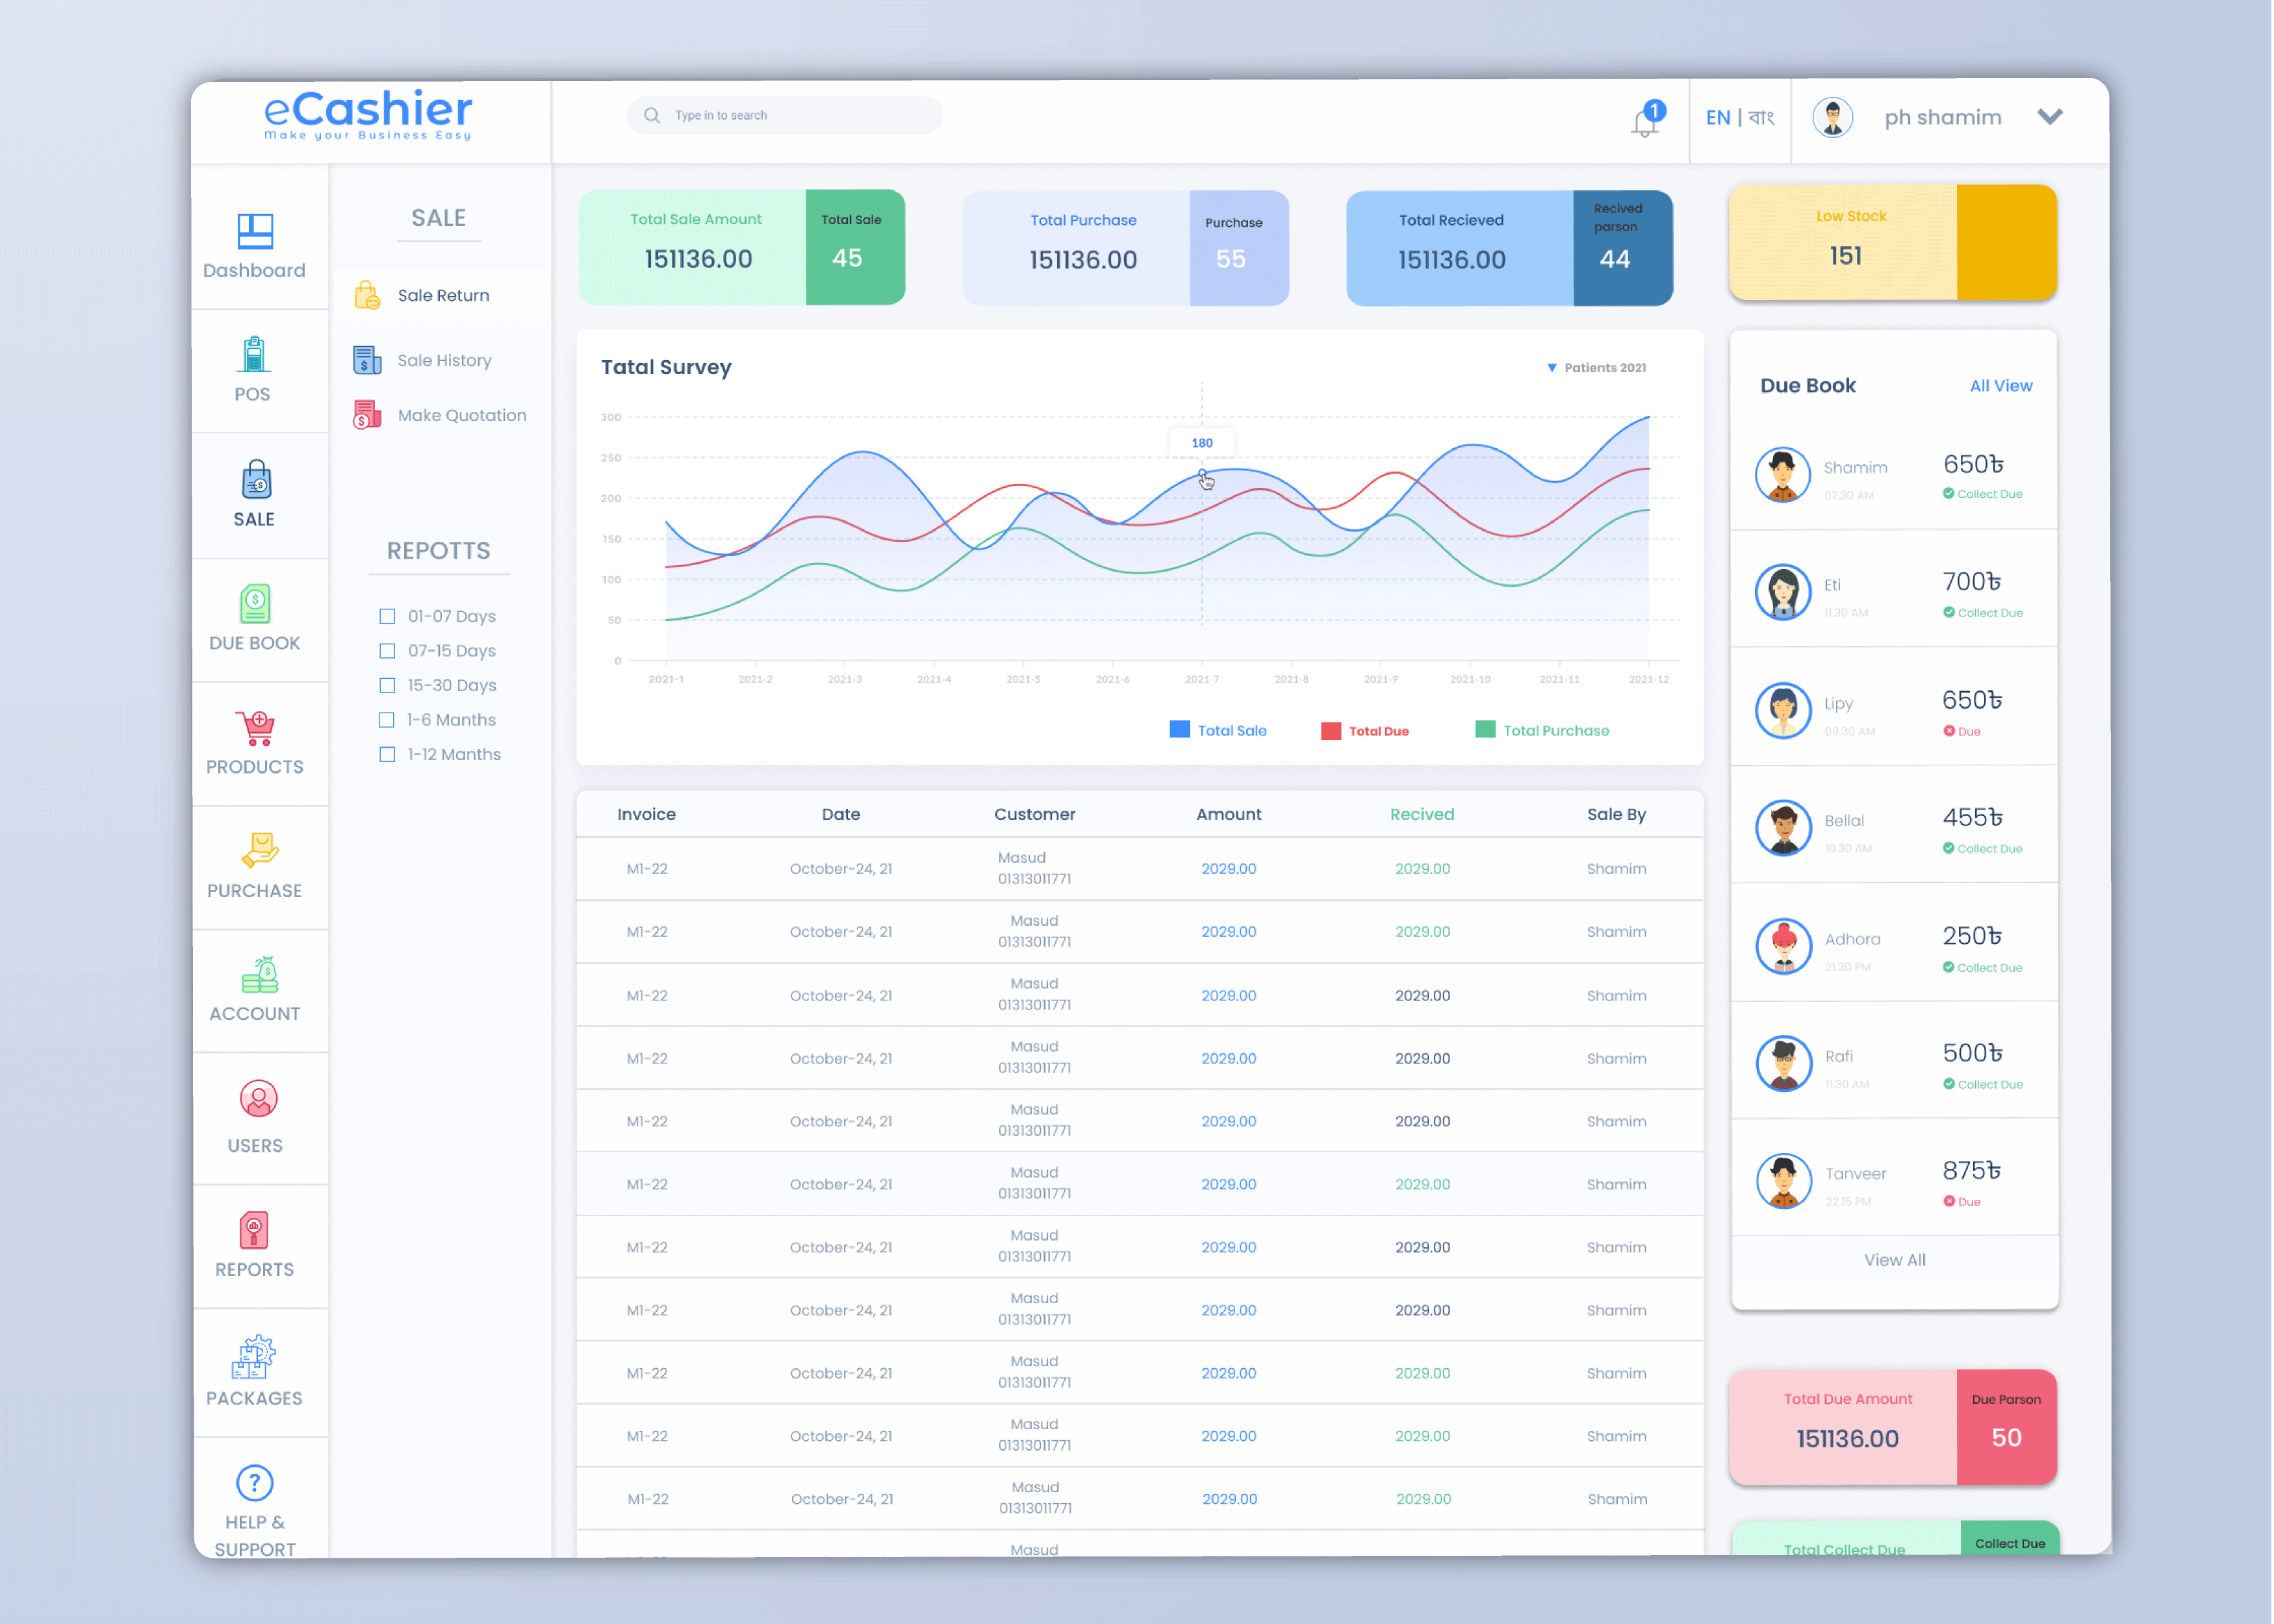 eCashier
Make your Business Easy
Type in to search
1
EN | বাং
ph shamim
Dashboard
POS
SALE
DUE BOOK
PRODUCTS
PURCHASE
ACCOUNT
USERS
REPORTS
PACKAGES
?
HELP &
SUPPORT
SALE
Sale Return
Sale History
Make Quotation
REPOTTS
01-07 Days
07-15 Days
15-30 Days
1-6 Manths
1-12 Manths
Total Sale Amount
151136.00
Total Sale
45
Total Purchase
151136.00
Purchase
55
Total Recieved
151136.00
Recived
parson
44
Low Stock
151
Tatal Survey
Patients 2021
300
250
200
150
100
50
0
180
2021-1 2021-2 2021-3 2021-4 2021-5 2021-6 2021-7 2021-8 2021-9 2021-10 2021-11 2021-12
Total Sale Total Due Total Purchase
Invoice Date Customer Amount Recived Sale By
M1-22 October-24, 21 Masud 2029.00 2029.00 Shamim
01313011771
M1-22 October-24, 21 Masud 2029.00 2029.00 Shamim
01313011771
M1-22 October-24, 21 Masud 2029.00 2029.00 Shamim
01313011771
M1-22 October-24, 21 Masud 2029.00 2029.00 Shamim
01313011771
M1-22 October-24, 21 Masud 2029.00 2029.00 Shamim
01313011771
M1-22 October-24, 21 Masud 2029.00 2029.00 Shamim
01313011771
M1-22 October-24, 21 Masud 2029.00 2029.00 Shamim
01313011771
M1-22 October-24, 21 Masud 2029.00 2029.00 Shamim
01313011771
M1-22 October-24, 21 Masud 2029.00 2029.00 Shamim
01313011771
M1-22 October-24, 21 Masud 2029.00 2029.00 Shamim
01313011771
M1-22 October-24, 21 Masud 2029.00 2029.00 Shamim
01313011771
Masud
Due Book
All View
Shamim 650৳
07.30 AM Collect Due
Eti 700৳
11.30 AM Collect Due
Lipy 650৳
09.30 AM Due
Bellal 455৳
10.30 AM Collect Due
Adhora 250৳
21.30 PM Collect Due
Rafi 500৳
11.30 AM Collect Due
Tanveer 875৳
22.15 PM Due
View All
Total Due Amount
151136.00
Due Parson
50
Total Collect Due
Collect Due